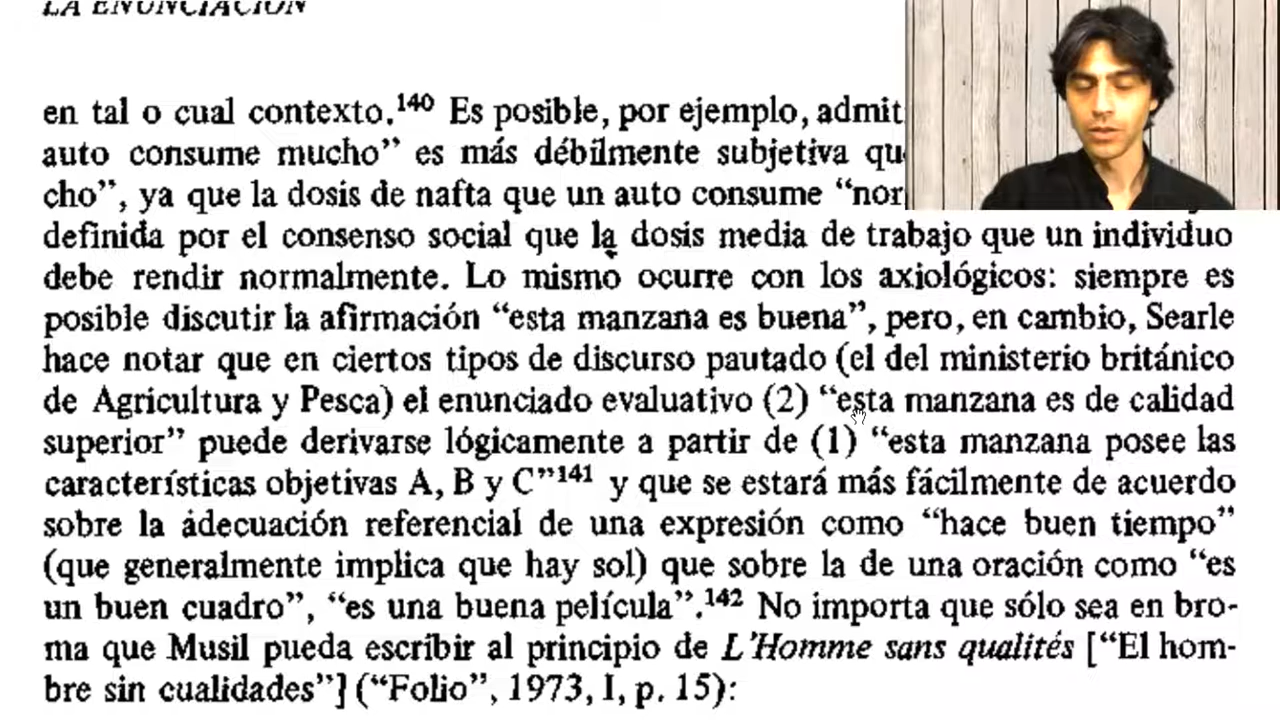 LA ENUNCIACIÓN
en tal o cual contexto.¹⁴⁰ Es posible, por ejemplo, admit
auto consume mucho” es más débilmente subjetiva qu
cho”, ya que la dosis de nafta que un auto consume “nor
definida por el consenso social que la dosis media de trabajo que un individuo
debe rendir normalmente. Lo mismo ocurre con los axiológicos: siempre es
posible discutir la afirmación “esta manzana es buena”, pero, en cambio, Searle
hace notar que en ciertos tipos de discurso pautado (el del ministerio británico
de Agricultura y Pesca) el enunciado evaluativo (2) “esta manzana es de calidad
superior” puede derivarse lógicamente a partir de (1) “esta manzana posee las
características objetivas A, B y C”¹⁴¹ y que se estará más fácilmente de acuerdo
sobre la adecuación referencial de una expresión como “hace buen tiempo”
(que generalmente implica que hay sol) que sobre la de una oración como “es
un buen cuadro”, “es una buena película”.¹⁴² No importa que sólo sea en bro-
ma que Musil pueda escribir al principio de L’Homme sans qualités [“El hom-
bre sin cualidades”] (“Folio”, 1973, I, p. 15):